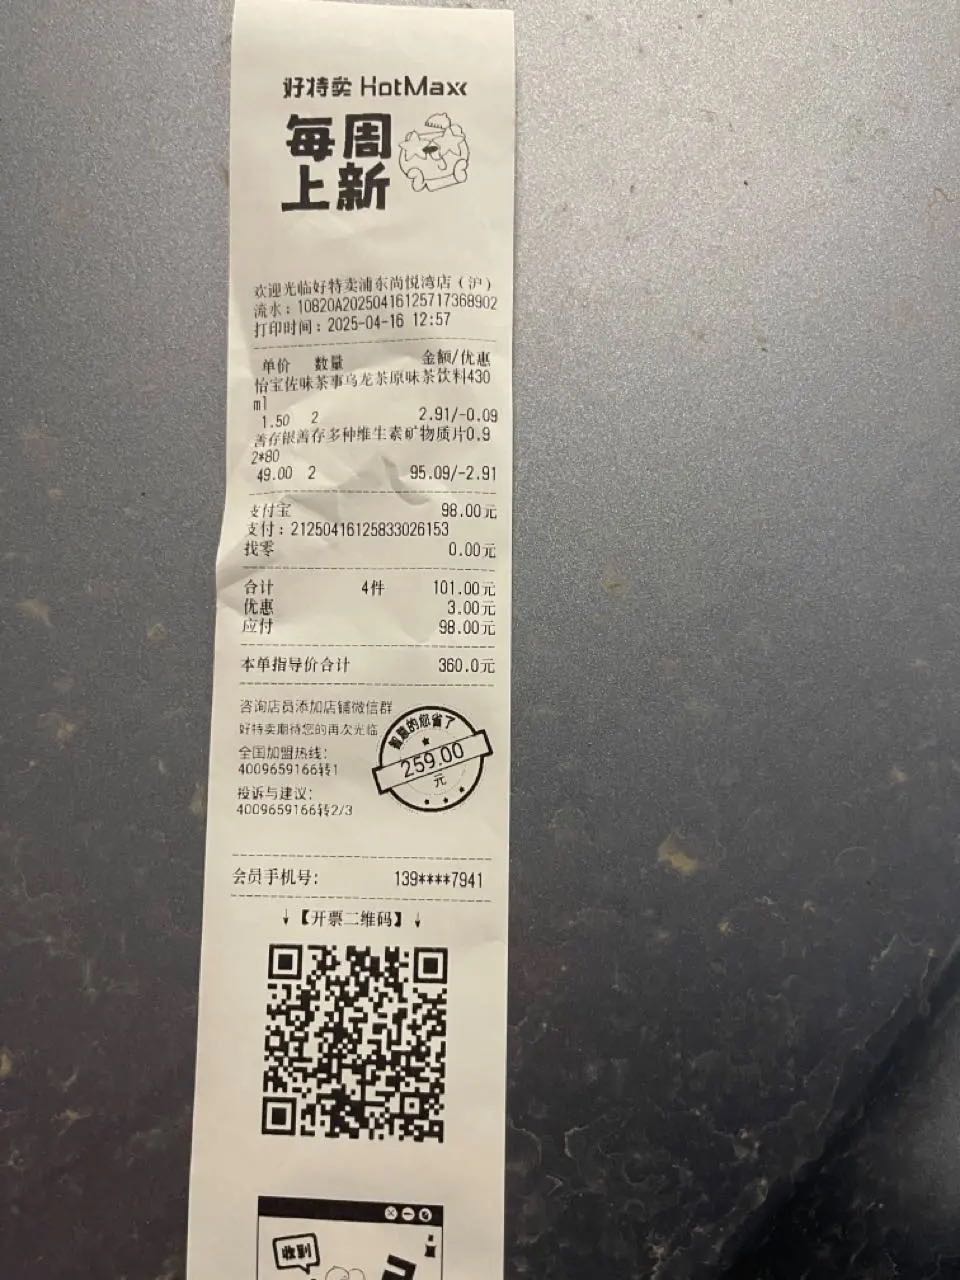 好特卖 HotMaxx
每周
上新
欢迎光临好特卖浦东尚悦湾店（沪）
流水：10820A20250416125717368902
打印时间：2025-04-16 12:57
单价 数量 金额/优惠
怡宝佐味茶事乌龙茶原味茶饮料430
ml
1.50 2 2.91/-0.09
善存银善存多种维生素矿物质片0.9
2*80
49.00 2 95.09/-2.91
支付宝 98.00元
支付：21250416125833026153
找零 0.00元
合计 4件 101.00元
优惠 3.00元
应付 98.00元
本单指导价合计 360.0元
咨询店员添加店铺微信群
好特卖期待您的再次光临
全国加盟热线：
4009659166转1
投诉与建议：
4009659166转2/3
智慧的您省了
259.00
元
会员手机号： 139****7941
↓【开票二维码】↓
收到